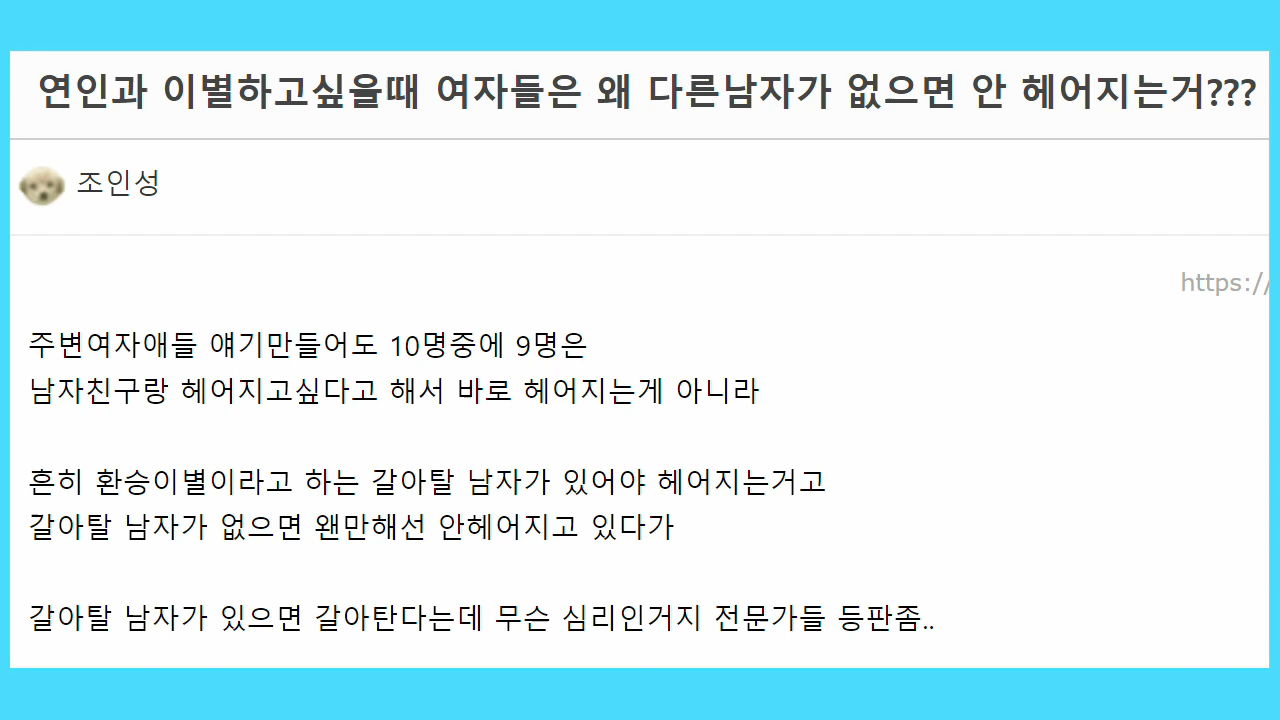 연인과 이별하고싶을때 여자들은 왜 다른남자가 없으면 안 헤어지는거???
조인성
https://
주변여자애들 얘기만들어도 10명중에 9명은
남자친구랑 헤어지고싶다고 해서 바로 헤어지는게 아니라
흔히 환승이별이라고 하는 갈아탈 남자가 있어야 헤어지는거고
갈아탈 남자가 없으면 왠만해선 안헤어지고 있다가
갈아탈 남자가 있으면 갈아탄다는데 무슨 심리인거지 전문가들 등판좀..